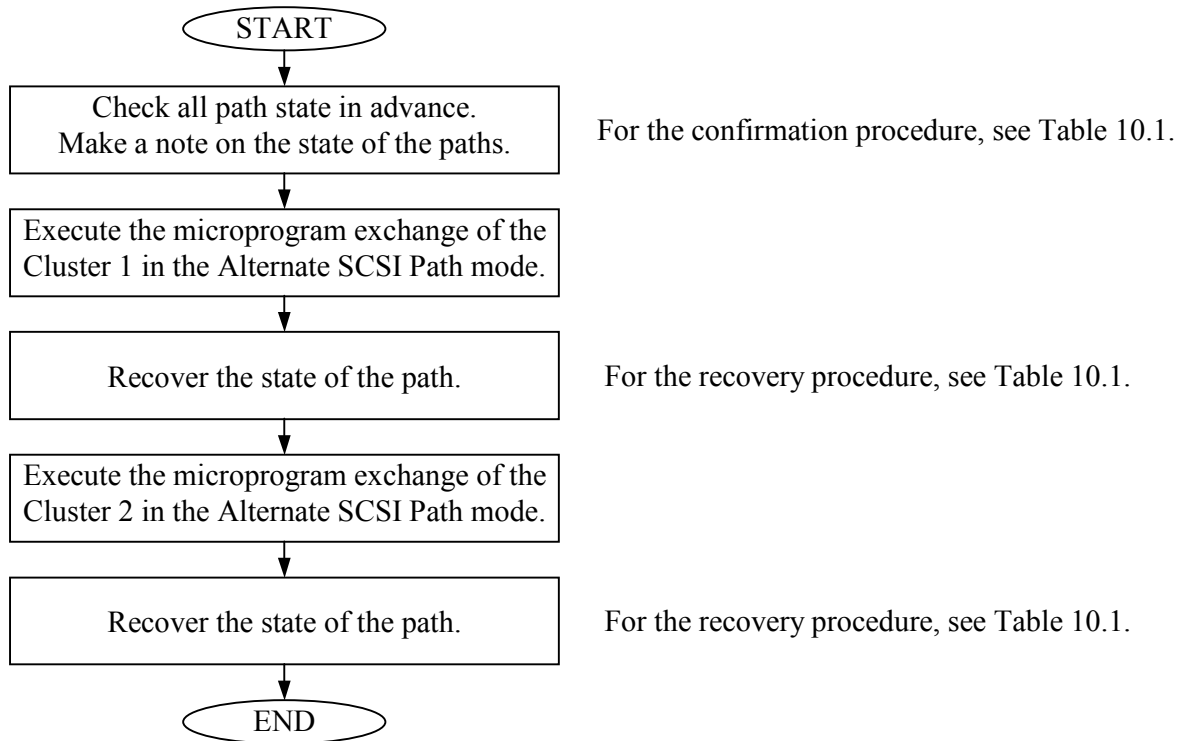 START
Check all path state in advance.
Make a note on the state of the paths.
For the confirmation procedure, see Table 10.1.
Execute the microprogram exchange of the
Cluster 1 in the Alternate SCSI Path mode.
Recover the state of the path.
For the recovery procedure, see Table 10.1.
Execute the microprogram exchange of the
Cluster 2 in the Alternate SCSI Path mode.
Recover the state of the path.
For the recovery procedure, see Table 10.1.
END